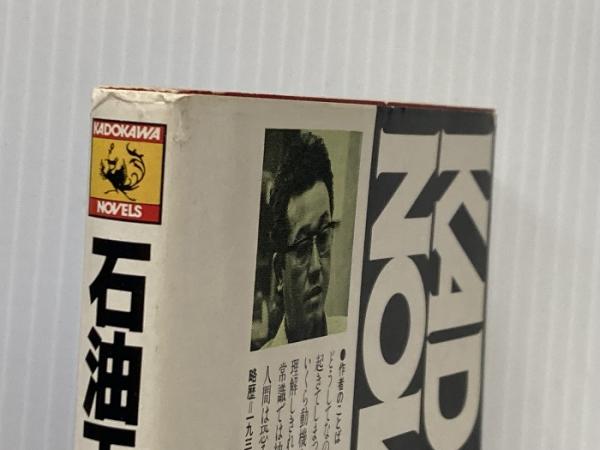 KADOKAWA
NOVELS
石油
KAD
NOV
●作者のことば
どうしてなの
起きてしまっ
いくら動機
理解しきれ
常識では
人間は恐
略歴=一九三